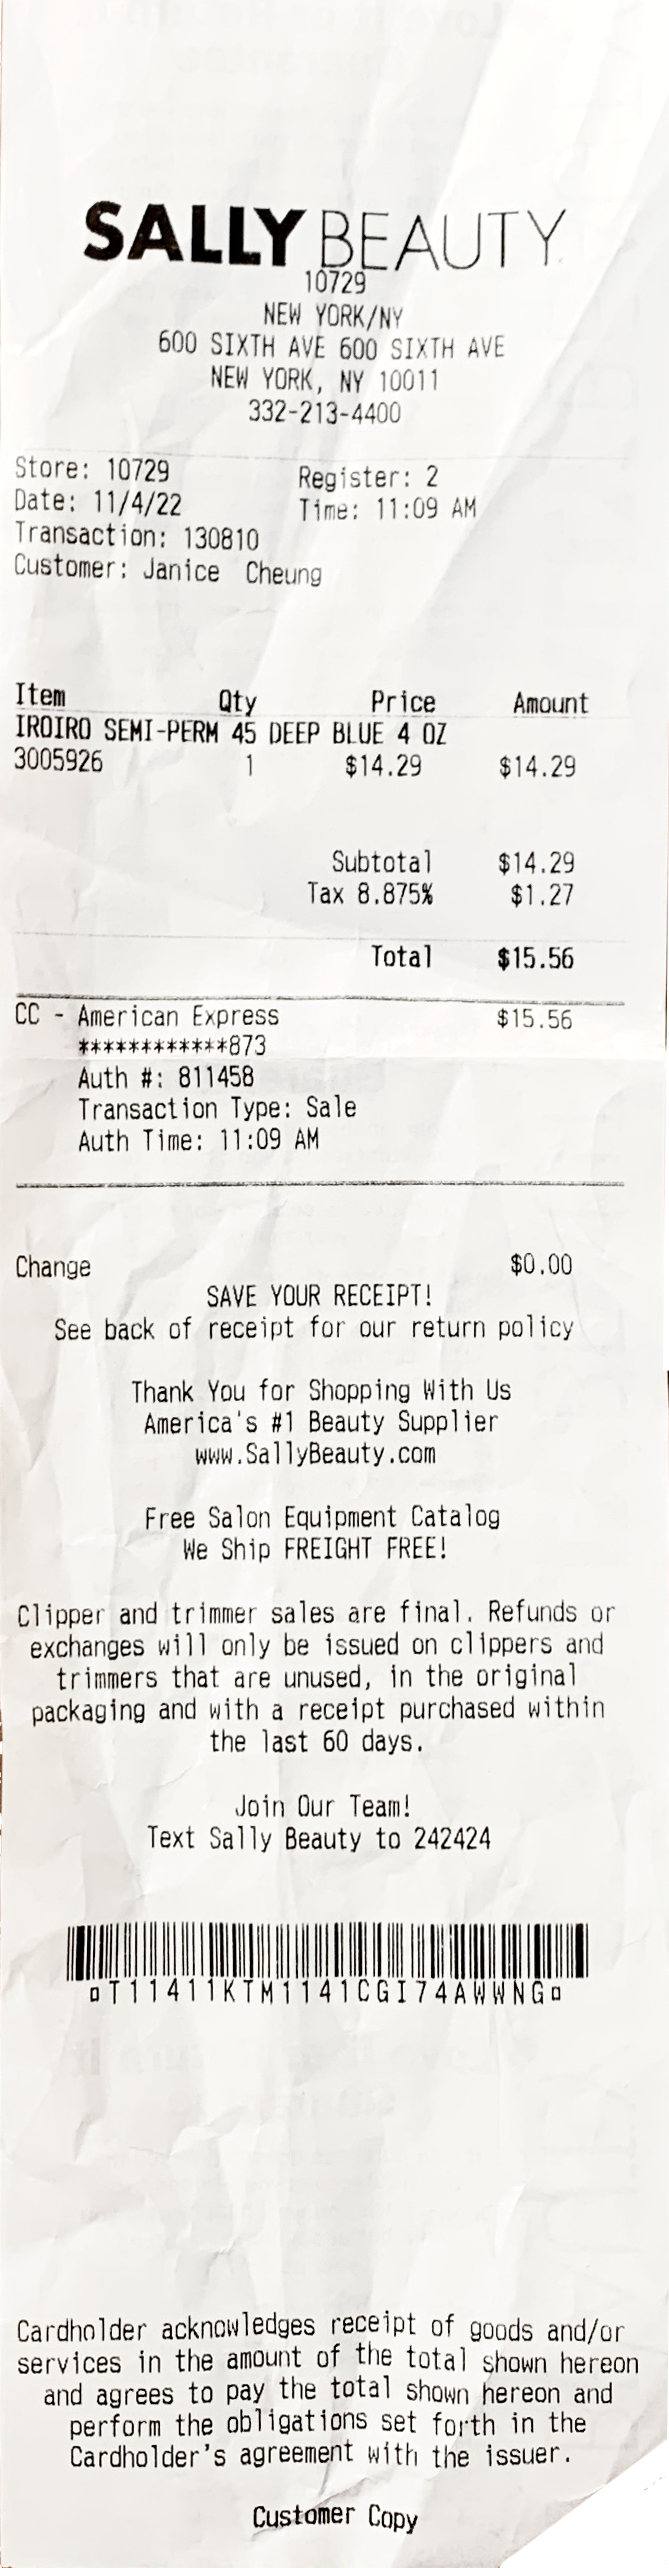 SALLY BEAUTY
10729
NEW YORK/NY
600 SIXTH AVE 600 SIXTH AVE
NEW YORK, NY 10011
332-213-4400
Store: 10729 Register: 2
Date: 11/4/22 Time: 11:09 AM
Transaction: 130810
Customer: Janice Cheung
Item Qty Price Amount
IROIRO SEMI-PERM 45 DEEP BLUE 4 OZ
3005926 1 $14.29 $14.29
Subtotal $14.29
Tax 8.875% $1.27
Total $15.56
CC - American Express $15.56
************873
Auth #: 811458
Transaction Type: Sale
Auth Time: 11:09 AM
Change $0.00
SAVE YOUR RECEIPT!
See back of receipt for our return policy
Thank You for Shopping With Us
America's #1 Beauty Supplier
www.SallyBeauty.com
Free Salon Equipment Catalog
We Ship FREIGHT FREE!
Clipper and trimmer sales are final. Refunds or
exchanges will only be issued on clippers and
trimmers that are unused, in the original
packaging and with a receipt purchased within
the last 60 days.
Join Our Team!
Text Sally Beauty to 242424
¤T11411KTM1141CGI74AWWNG¤
Cardholder acknowledges receipt of goods and/or
services in the amount of the total shown hereon
and agrees to pay the total shown hereon and
perform the obligations set forth in the
Cardholder's agreement with the issuer.
Customer Copy